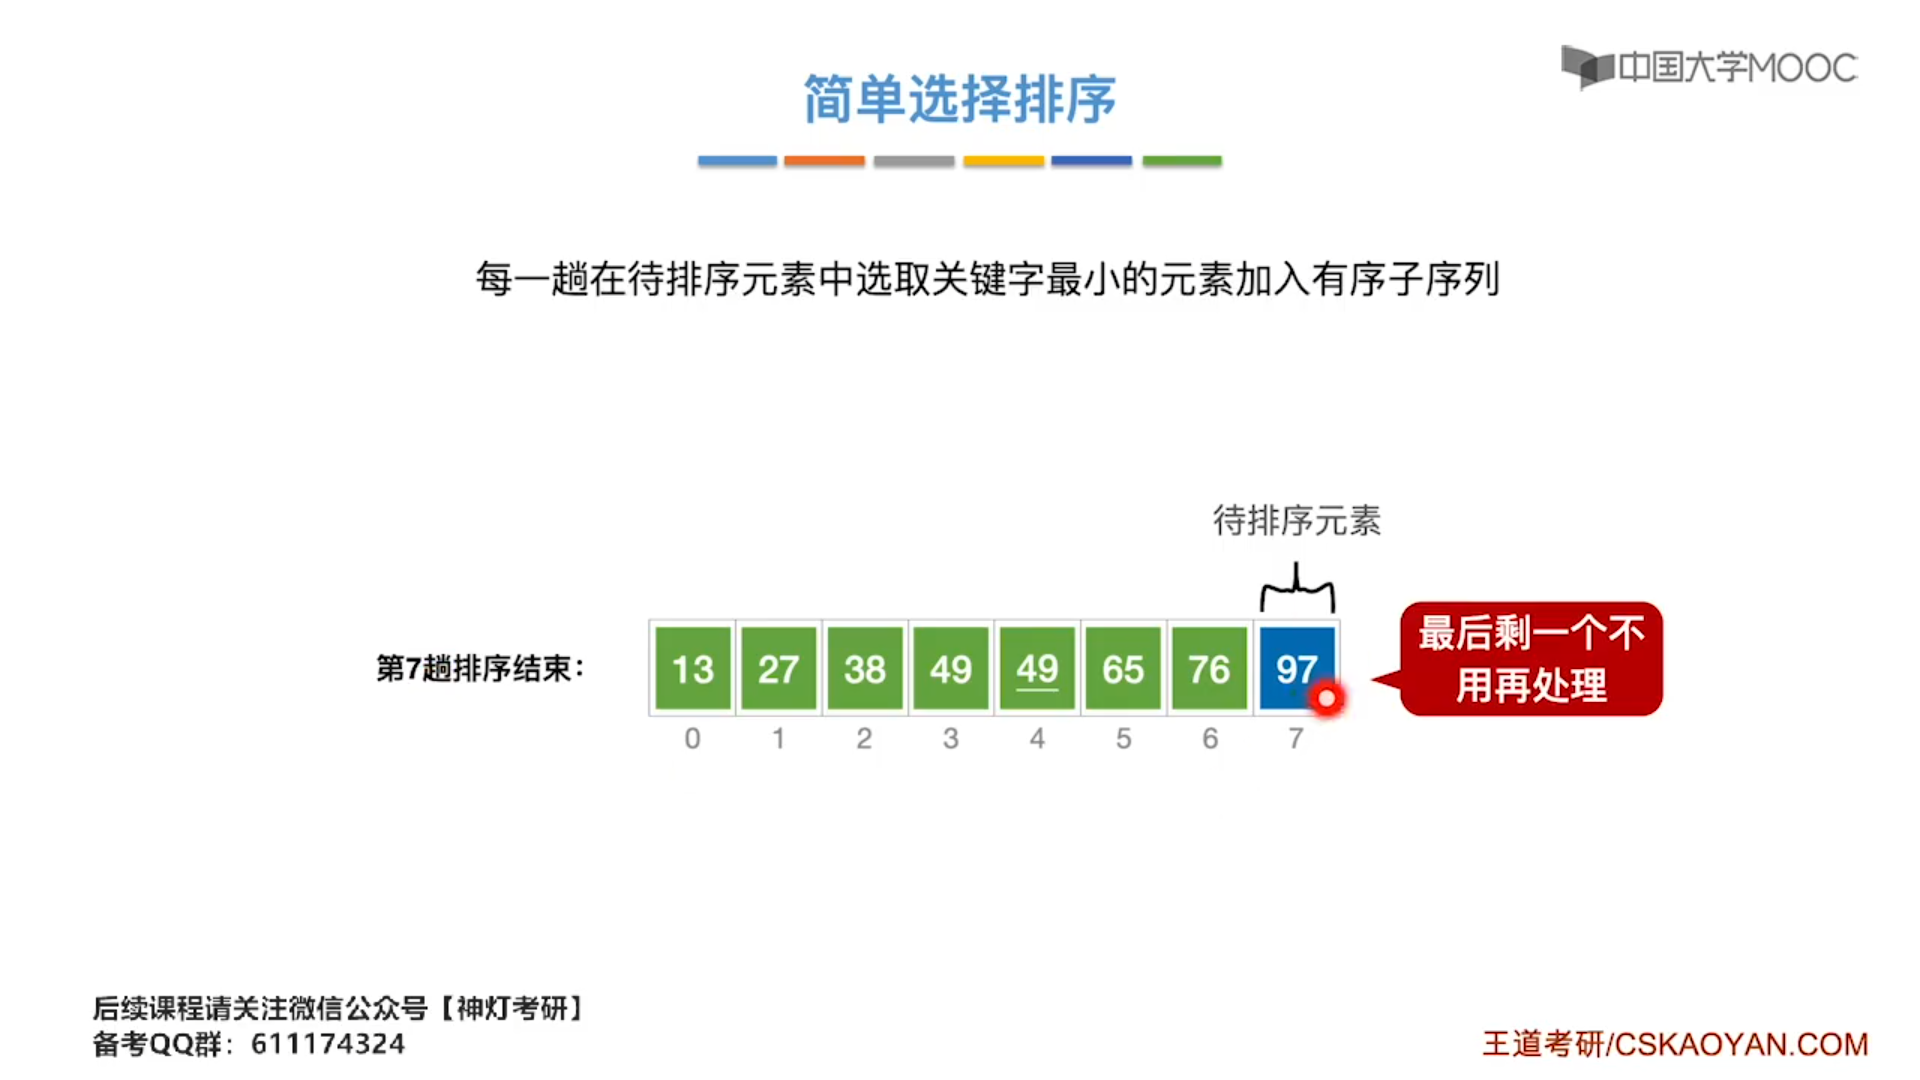 中国大学MOOC
简单选择排序
每一趟在待排序元素中选取关键字最小的元素加入有序子序列
待排序元素
最后剩一个不
用再处理
第7趟排序结束：
13 27 38 49 49 65 76 97
0 1 2 3 4 5 6 7
后续课程请关注微信公众号【神灯考研】
备考QQ群：611174324
王道考研/CSKAOYAN.COM